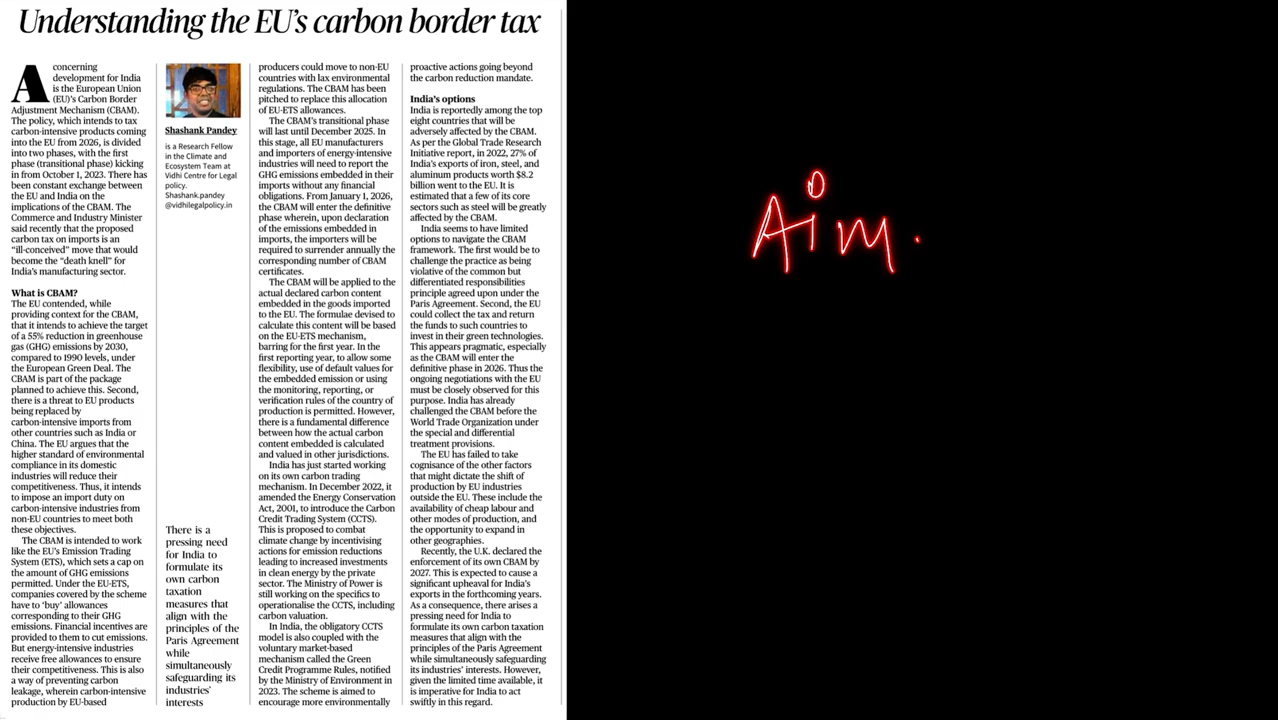 Understanding the EU's carbon border tax
A concerning
development for India
is the European Union
(EU)'s Carbon Border
Adjustment Mechanism (CBAM).
The policy, which intends to tax
carbon-intensive products coming
into the EU from 2026, is divided
into two phases, with the first
phase (transitional phase) kicking
in from October 1, 2023. There has
been constant exchange between
the EU and India on the
implications of the CBAM. The
Commerce and Industry Minister
said recently that the proposed
carbon tax on imports is an
“ill-conceived” move that would
become the “death knell” for
India's manufacturing sector.
What is CBAM?
The EU contended, while
providing context for the CBAM,
that it intends to achieve the target
of a 55% reduction in greenhouse
gas (GHG) emissions by 2030,
compared to 1990 levels, under
the European Green Deal. The
CBAM is part of the package
planned to achieve this. Second,
there is a threat to EU products
being replaced by
carbon-intensive imports from
other countries such as India or
China. The EU argues that the
higher standard of environmental
compliance in its domestic
industries will reduce their
competitiveness. Thus, it intends
to impose an import duty on
carbon-intensive industries from
non-EU countries to meet both
these objectives.
The CBAM is intended to work
like the EU's Emission Trading
System (ETS), which sets a cap on
the amount of GHG emissions
permitted. Under the EU-ETS,
companies covered by the scheme
have to ‘buy’ allowances
corresponding to their GHG
emissions. Financial incentives are
provided to them to cut emissions.
But energy-intensive industries
receive free allowances to ensure
their competitiveness. This is also
a way of preventing carbon
leakage, wherein carbon-intensive
production by EU-based
Shashank Pandey
is a Research Fellow
in the Climate and
Ecosystem Team at
Vidhi Centre for Legal
policy.
Shashank.pandey
@vidhilegalpolicy.in
There is a
pressing need
for India to
formulate its
own carbon
taxation
measures that
align with the
principles of the
Paris Agreement
while
simultaneously
safeguarding its
industries'
interests
producers could move to non-EU
countries with lax environmental
regulations. The CBAM has been
pitched to replace this allocation
of EU-ETS allowances.
The CBAM's transitional phase
will last until December 2025. In
this stage, all EU manufacturers
and importers of energy-intensive
industries will need to report the
GHG emissions embedded in their
imports without any financial
obligations. From January 1, 2026,
the CBAM will enter the definitive
phase wherein, upon declaration
of the emissions embedded in
imports, the importers will be
required to surrender annually the
corresponding number of CBAM
certificates.
The CBAM will be applied to the
actual declared carbon content
embedded in the goods imported
to the EU. The formulae devised to
calculate this content will be based
on the EU-ETS mechanism,
barring for the first year. In the
first reporting year, to allow some
flexibility, use of default values for
the embedded emission or using
the monitoring, reporting, or
verification rules of the country of
production is permitted. However,
there is a fundamental difference
between how the actual carbon
content embedded is calculated
and valued in other jurisdictions.
India has just started working
on its own carbon trading
mechanism. In December 2022, it
amended the Energy Conservation
Act, 2001, to introduce the Carbon
Credit Trading System (CCTS).
This is proposed to combat
climate change by incentivising
actions for emission reductions
leading to increased investments
in clean energy by the private
sector. The Ministry of Power is
still working on the specifics to
operationalise the CCTS, including
carbon valuation.
In India, the obligatory CCTS
model is also coupled with the
voluntary market-based
mechanism called the Green
Credit Programme Rules, notified
by the Ministry of Environment in
2023. The scheme is aimed to
encourage more environmentally
proactive actions going beyond
the carbon reduction mandate.
India's options
India is reportedly among the top
eight countries that will be
adversely affected by the CBAM.
As per the Global Trade Research
Initiative report, in 2022, 27% of
India's exports of iron, steel, and
aluminum products worth $8.2
billion went to the EU. It is
estimated that a few of its core
sectors such as steel will be greatly
affected by the CBAM.
India seems to have limited
options to navigate the CBAM
framework. The first would be to
challenge the practice as being
violative of the common but
differentiated responsibilities
principle agreed upon under the
Paris Agreement. Second, the EU
could collect the tax and return
the funds to such countries to
invest in their green technologies.
This appears pragmatic, especially
as the CBAM will enter the
definitive phase in 2026. Thus the
ongoing negotiations with the EU
must be closely observed for this
purpose. India has already
challenged the CBAM before the
World Trade Organization under
the special and differential
treatment provisions.
The EU has failed to take
cognisance of the other factors
that might dictate the shift of
production by EU industries
outside the EU. These include the
availability of cheap labour and
other modes of production, and
the opportunity to expand in
other geographies.
Recently, the U.K. declared the
enforcement of its own CBAM by
2027. This is expected to cause a
significant upheaval for India's
exports in the forthcoming years.
As a consequence, there arises a
pressing need for India to
formulate its own carbon taxation
measures that align with the
principles of the Paris Agreement
while simultaneously safeguarding
its industries' interests. However,
given the limited time available, it
is imperative for India to act
swiftly in this regard.
Aim.